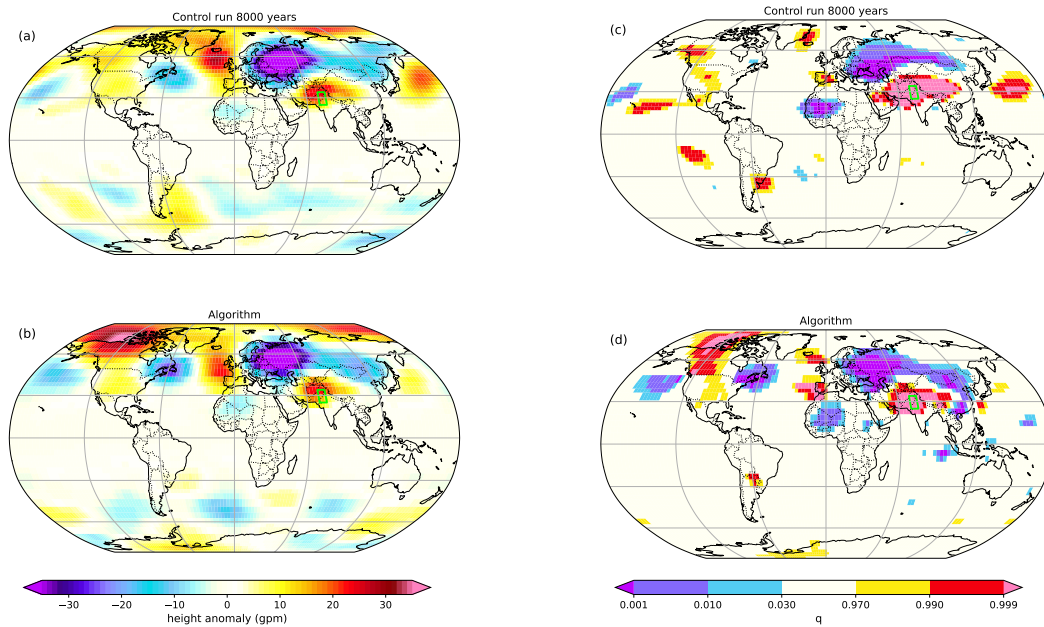 Control run 8000 years
(a)
Control run 8000 years
(c)
Algorithm
(b)
Algorithm
(d)
−30 −20 −10 0 10 20 30
height anomaly (gpm)
0.001 0.010 0.030 0.970 0.990 0.999
q